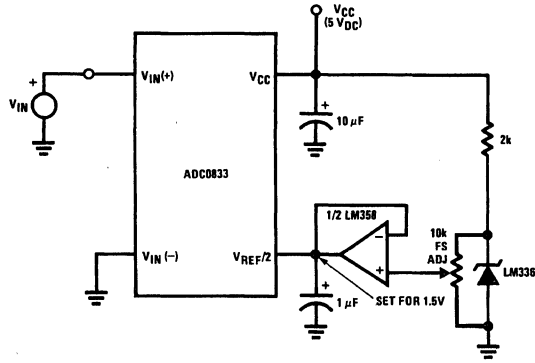 VCC
(5 VDC)
VIN(+)
VCC
+
VIN
+
10 µF
2k
ADC0833
1/2 LM358
10k
FS
ADJ
VIN(−)
VREF/2
−
+
LM336
+
1 µF
SET FOR 1.5V